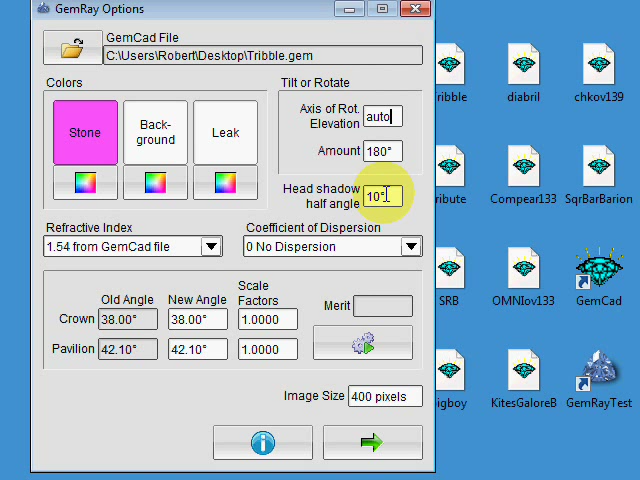 GemRay Options
GemCad File
C:\Users\Robert\Desktop\Tribble.gem
Colors
Stone
Back-
ground
Leak
Tilt or Rotate
Axis of Rot.
Elevation
auto
Amount
180°
Head shadow
half angle
10°
Refractive Index
1.54 from GemCad file
Coefficient of Dispersion
0 No Dispersion
Old Angle
New Angle
Scale
Factors
Merit
Crown
38.00°
38.00°
1.0000
Pavilion
42.10°
42.10°
1.0000
Image Size
400 pixels
ribble
diabril
chkov139
ribute
Compear133
SqrBarBarion
SRB
OMNIov133
GemCad
igboy
KitesGaloreB
GemRayTest